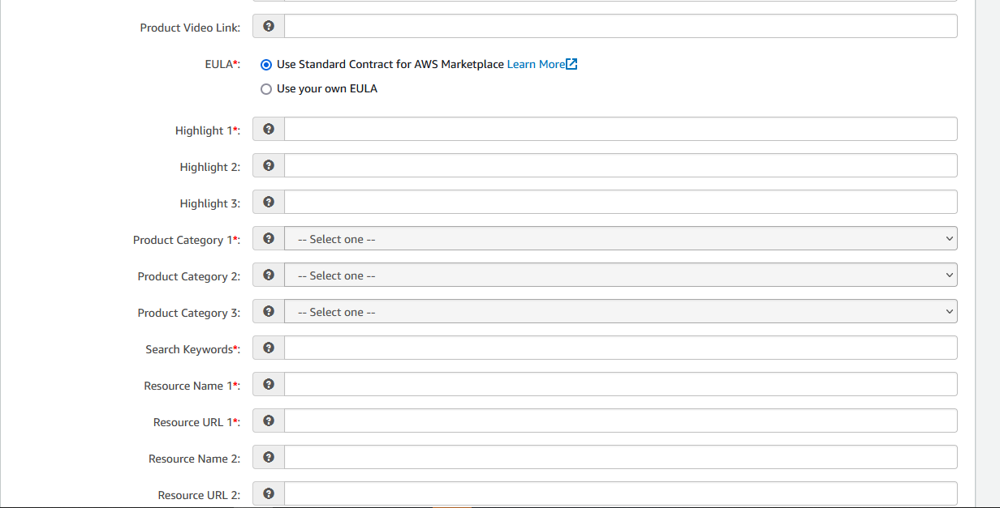 Product Video Link:
EULA*:
Use Standard Contract for AWS Marketplace Learn More
Use your own EULA
Highlight 1*:
Highlight 2:
Highlight 3:
Product Category 1*: -- Select one --
Product Category 2: -- Select one --
Product Category 3: -- Select one --
Search Keywords*:
Resource Name 1*:
Resource URL 1*:
Resource Name 2:
Resource URL 2: